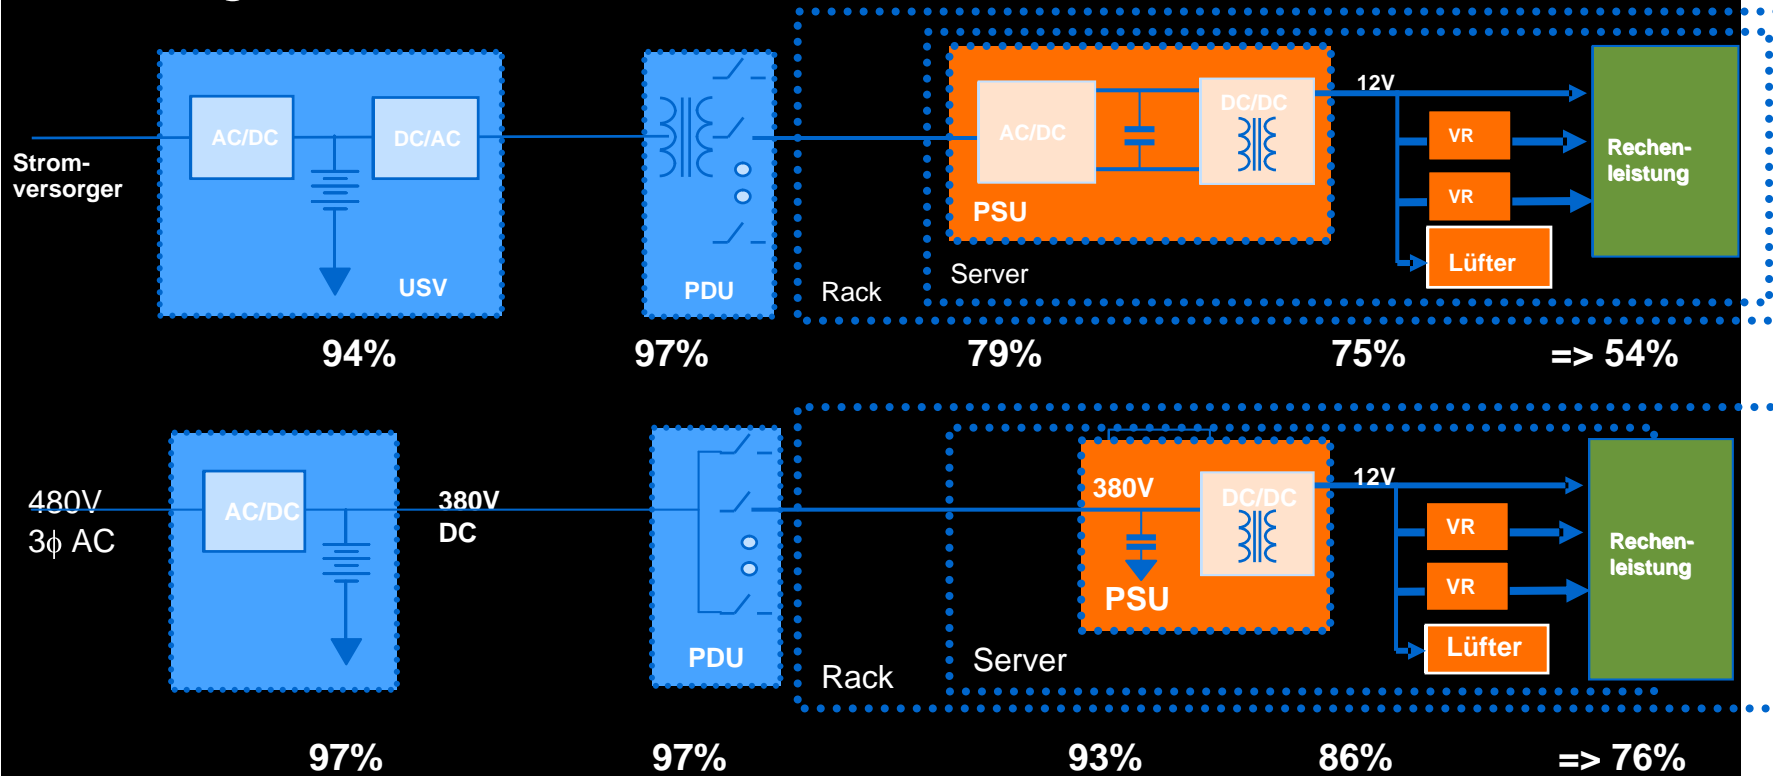 Strom-
versorger
AC/DC
DC/AC
USV
PDU
Rack
Server
AC/DC
DC/DC
PSU
12V
VR
VR
Lüfter
Rechen-
leistung
94%
97%
79%
75%
=> 54%
480V
3ϕ AC
AC/DC
380V
DC
PDU
Rack
Server
380V
DC/DC
PSU
12V
VR
VR
Lüfter
Rechen-
leistung
97%
97%
93%
86%
=> 76%